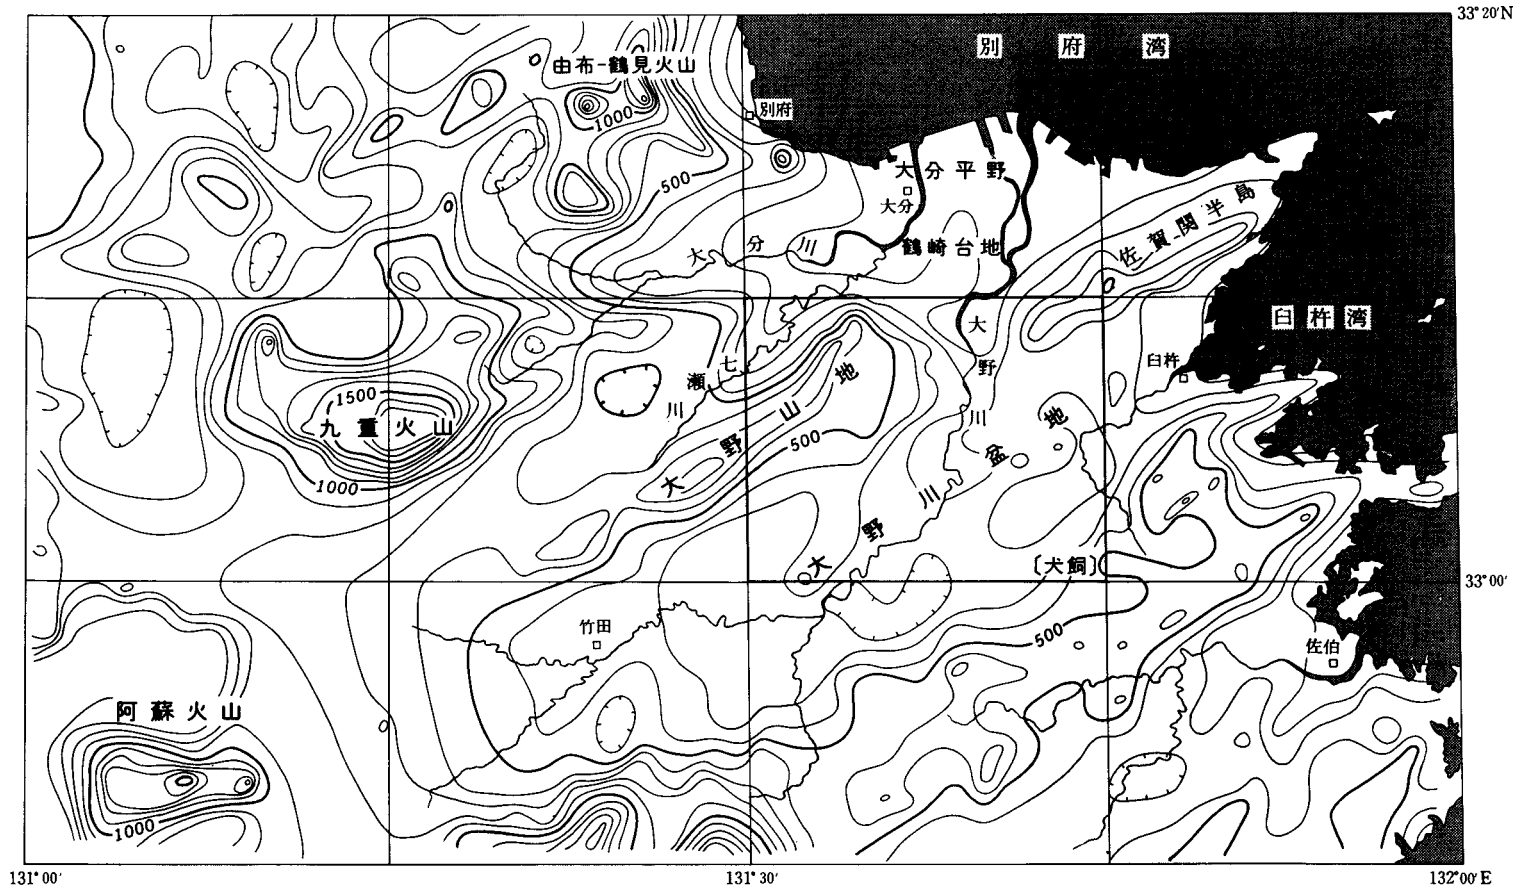 33°20′N
別府湾
由布-鶴見火山
別府
1000
大分平野
500
大分
佐賀関半島
大分川
鶴崎台地
臼杵湾
大野川
臼杵
七瀬川
1500
九重火山
大野山地
500
1000
大野川盆地
〔犬飼〕
33°00′
竹田
500
佐伯
阿蘇火山
1000
131°00′
131°30′
132°00′E